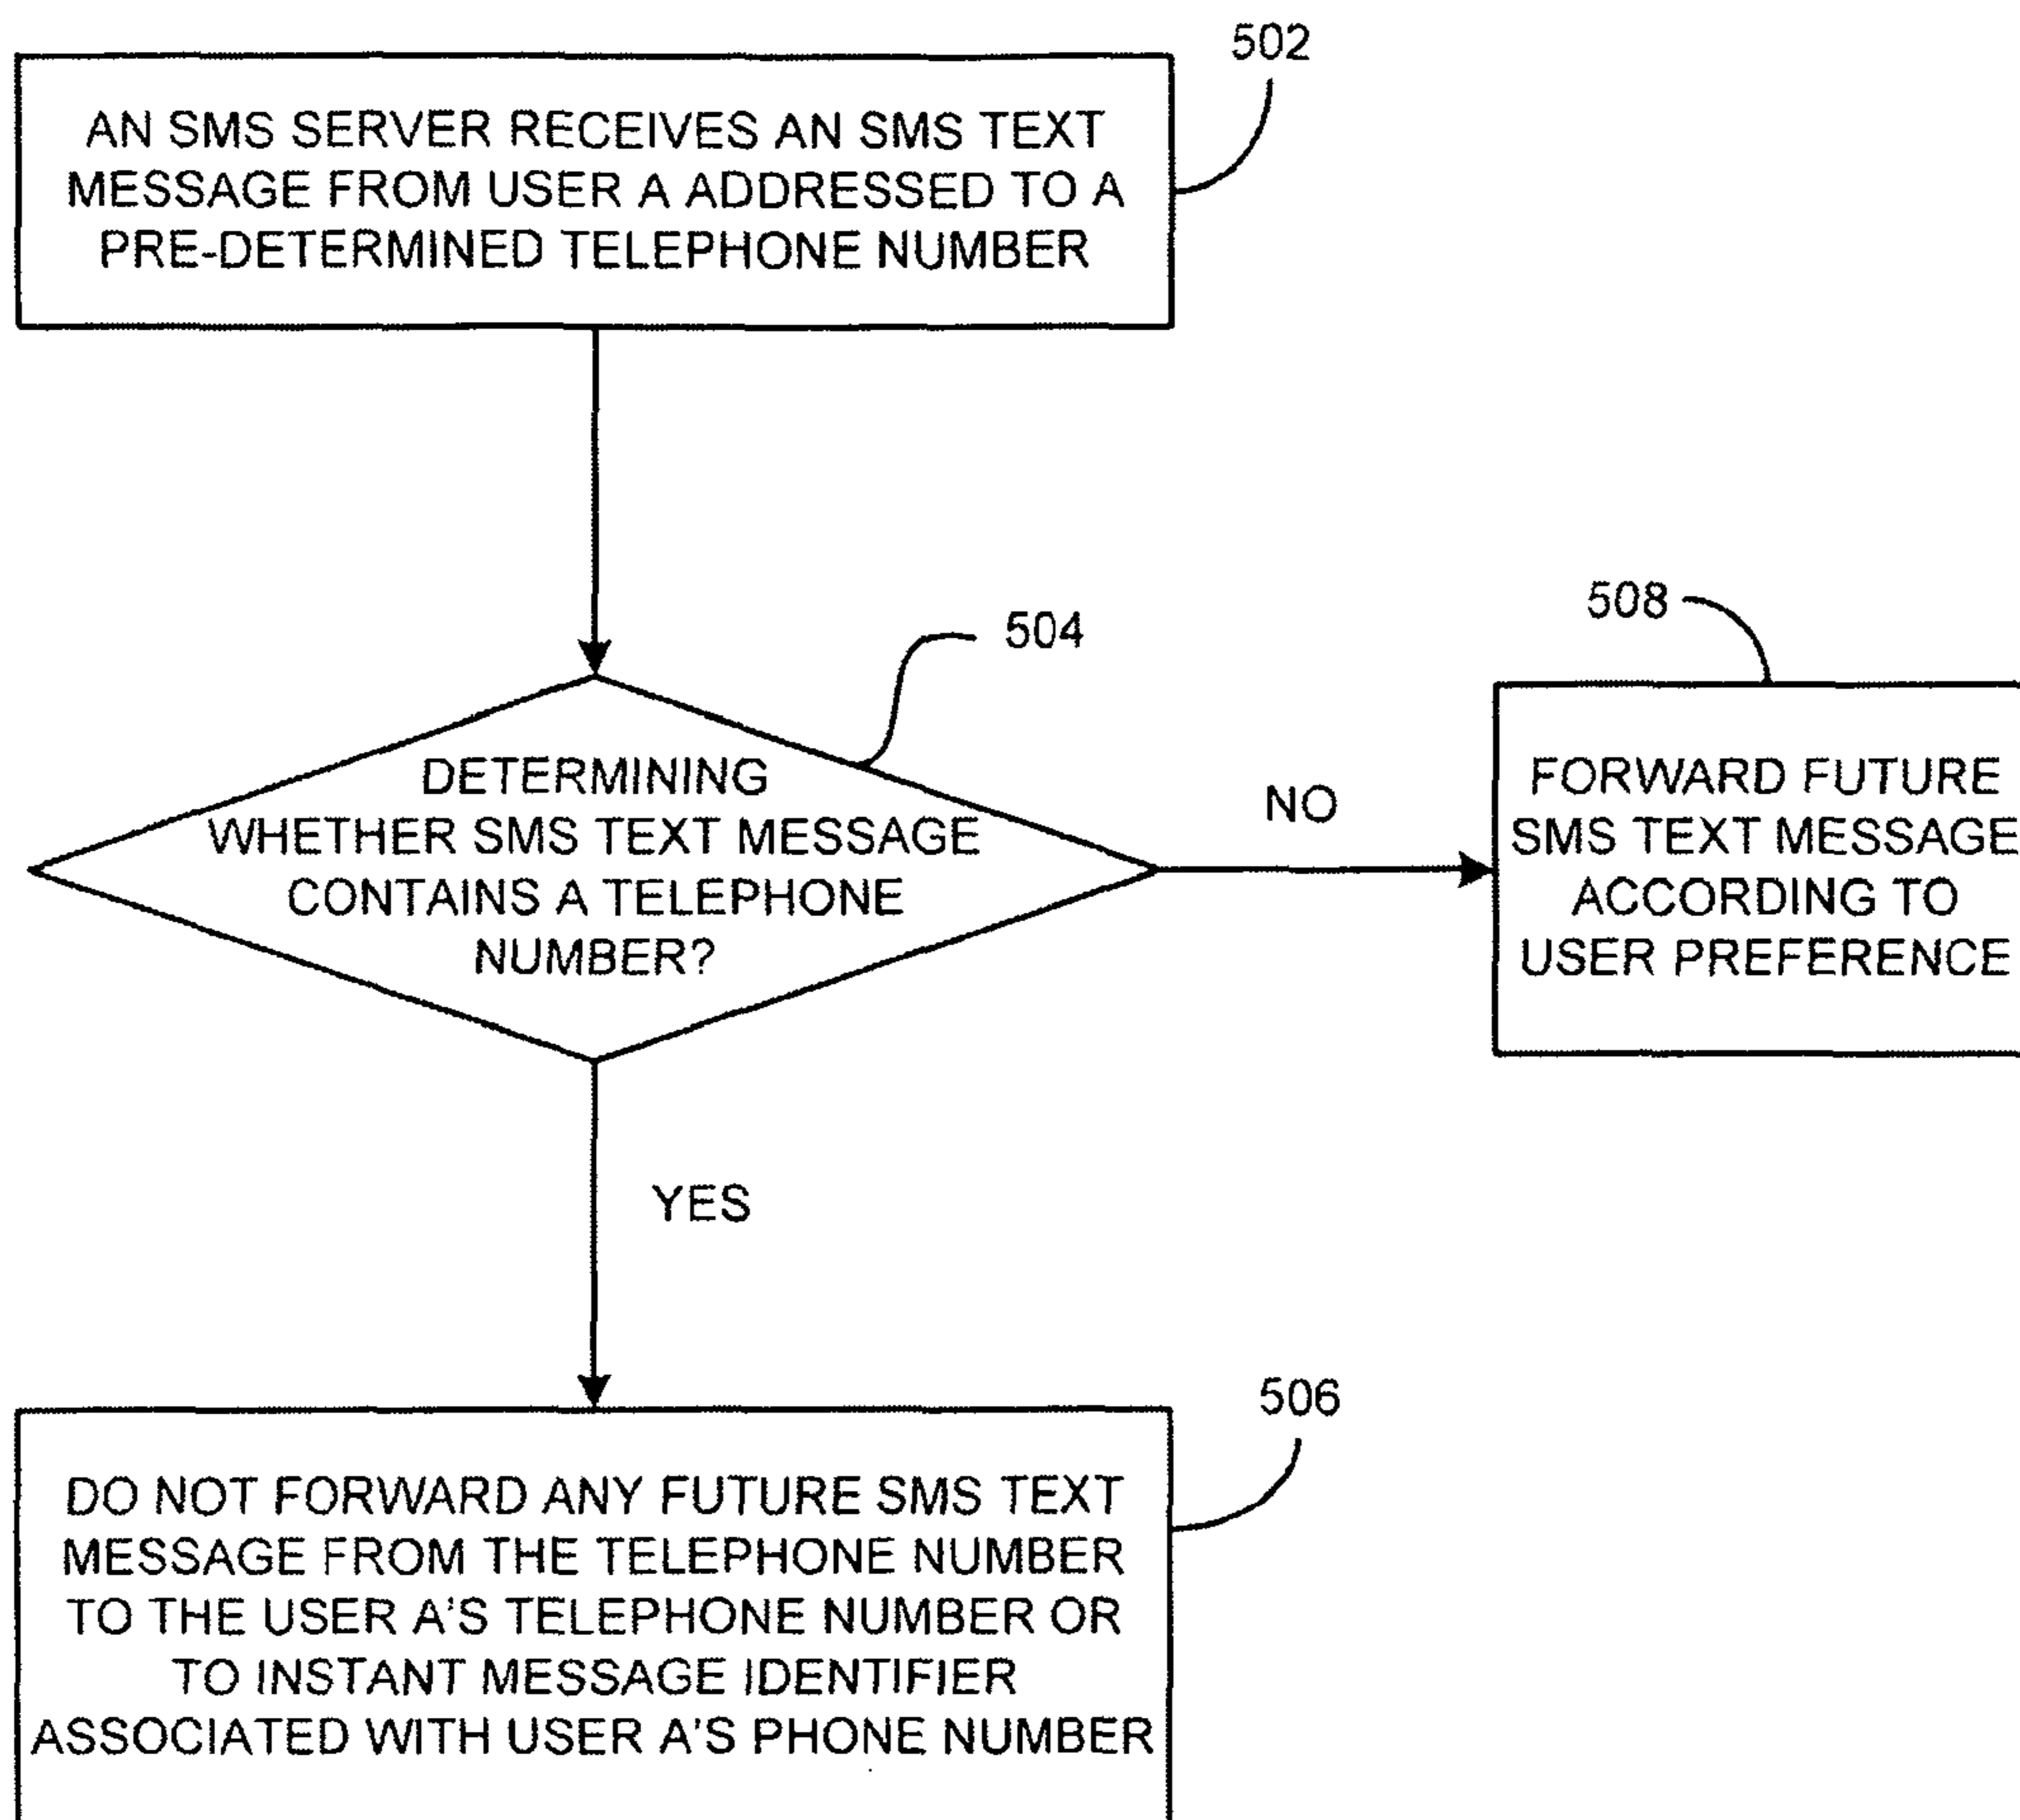 502
AN SMS SERVER RECEIVES AN SMS TEXT
MESSAGE FROM USER A ADDRESSED TO A
PRE-DETERMINED TELEPHONE NUMBER
504
DETERMINING
WHETHER SMS TEXT MESSAGE
CONTAINS A TELEPHONE
NUMBER?
NO
508
FORWARD FUTURE
SMS TEXT MESSAGE
ACCORDING TO
USER PREFERENCE
YES
506
DO NOT FORWARD ANY FUTURE SMS TEXT
MESSAGE FROM THE TELEPHONE NUMBER
TO THE USER A'S TELEPHONE NUMBER OR
TO INSTANT MESSAGE IDENTIFIER
ASSOCIATED WITH USER A'S PHONE NUMBER